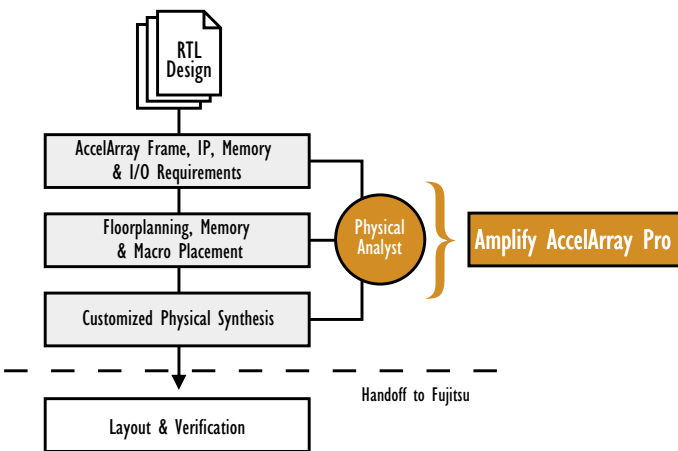 RTL
Design
AccelArray Frame, IP, Memory
& I/O Requirements
Floorplanning, Memory
& Macro Placement
Physical
Analyst
Amplify AccelArray Pro
Customized Physical Synthesis
Handoff to Fujitsu
Layout & Verification